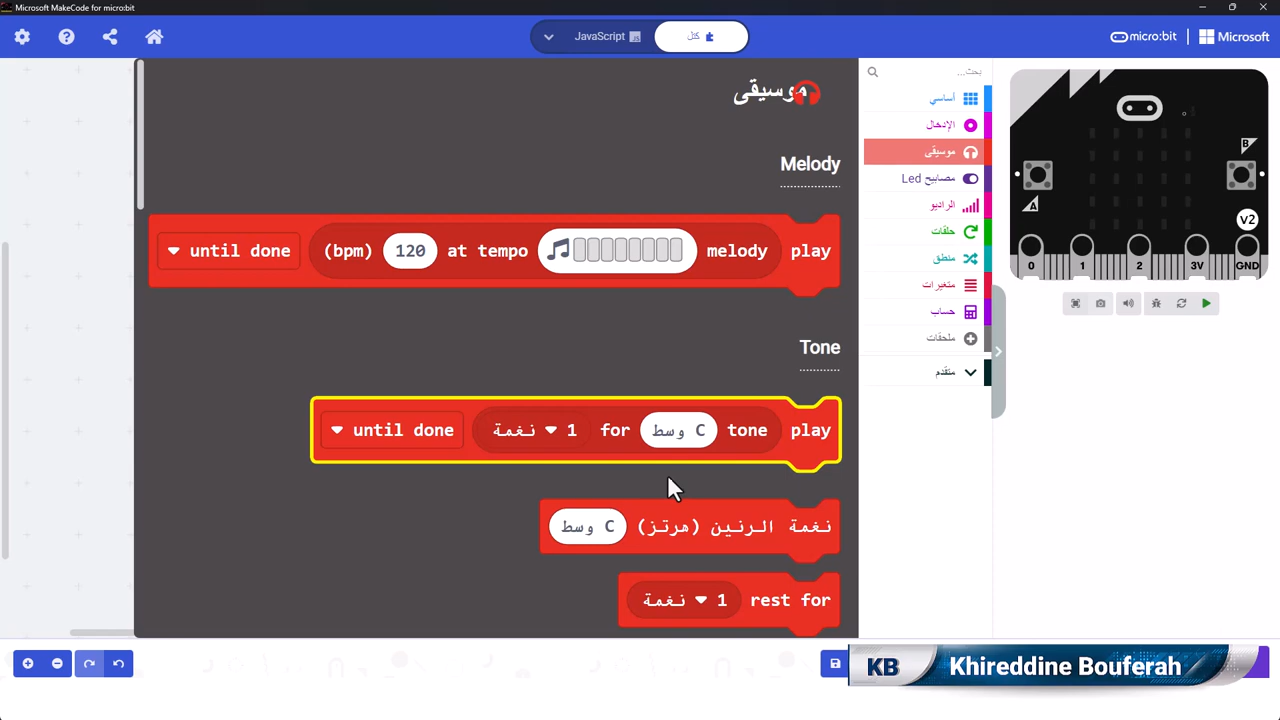 Microsoft MakeCode for micro:bit
JavaScript
كتل
micro:bit
Microsoft
موسيقى
Melody
play melody at tempo 120 (bpm) until done
Tone
play tone وسط C for 1 نغمة until done
نغمة الرنين (هرتز) وسط C
rest for 1 نغمة
بحث...
أساسي
الإدخال
موسيقى
مصابيح Led
الراديو
حلقات
منطق
متغيرات
حساب
ملحقات
متقدم
B
A
V2
0 1 2 3V GND
KB Khireddine Bouferah